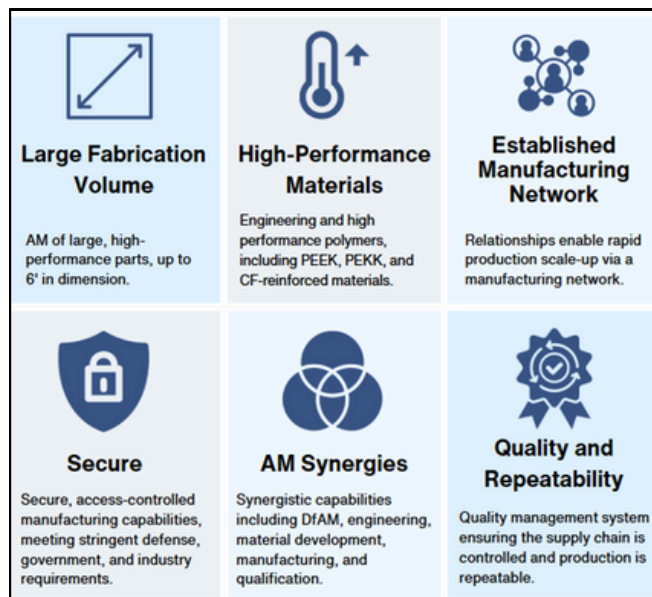 Large Fabrication
Volume
AM of large, high-
performance parts, up to
6' in dimension.
High-Performance
Materials
Engineering and high
performance polymers,
including PEEK, PEKK, and
CF-reinforced materials.
Established
Manufacturing
Network
Relationships enable rapid
production scale-up via a
manufacturing network.
Secure
Secure, access-controlled
manufacturing capabilities,
meeting stringent defense,
government, and industry
requirements.
AM Synergies
Synergistic capabilities
including DfAM, engineering,
material development,
manufacturing, and
qualification.
Quality and
Repeatability
Quality management system
ensuring the supply chain is
controlled and production is
repeatable.